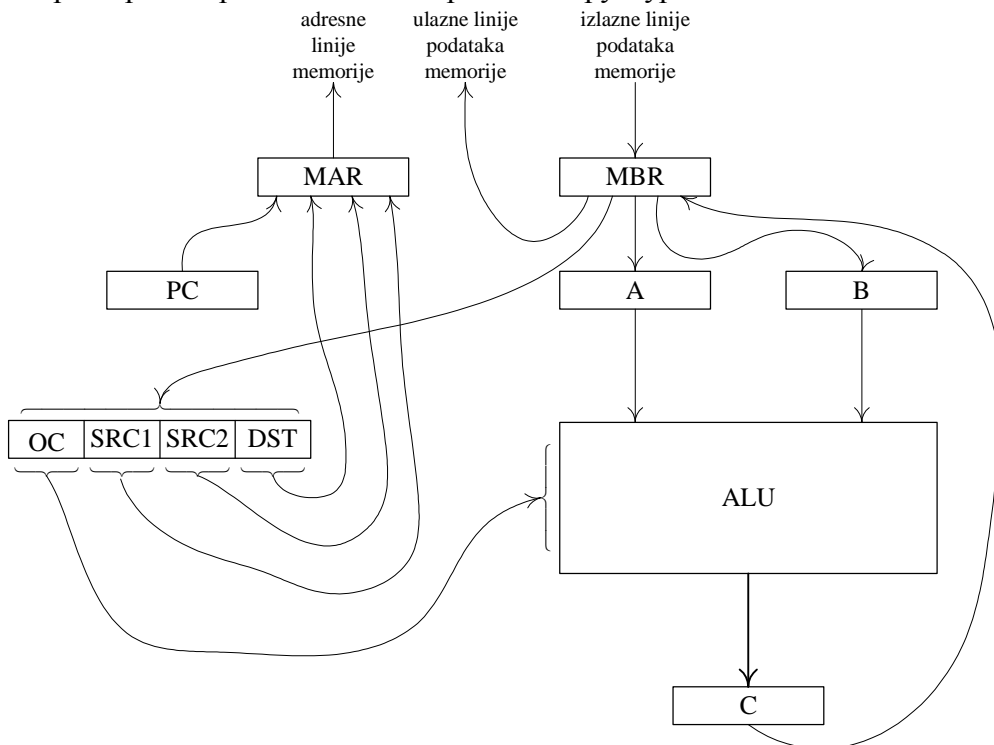 adresne
linije
memorije
ulazne linije
podataka
memorije
izlazne linije
podataka
memorije
MAR
MBR
PC
A
B
OC
SRC1
SRC2
DST
ALU
C